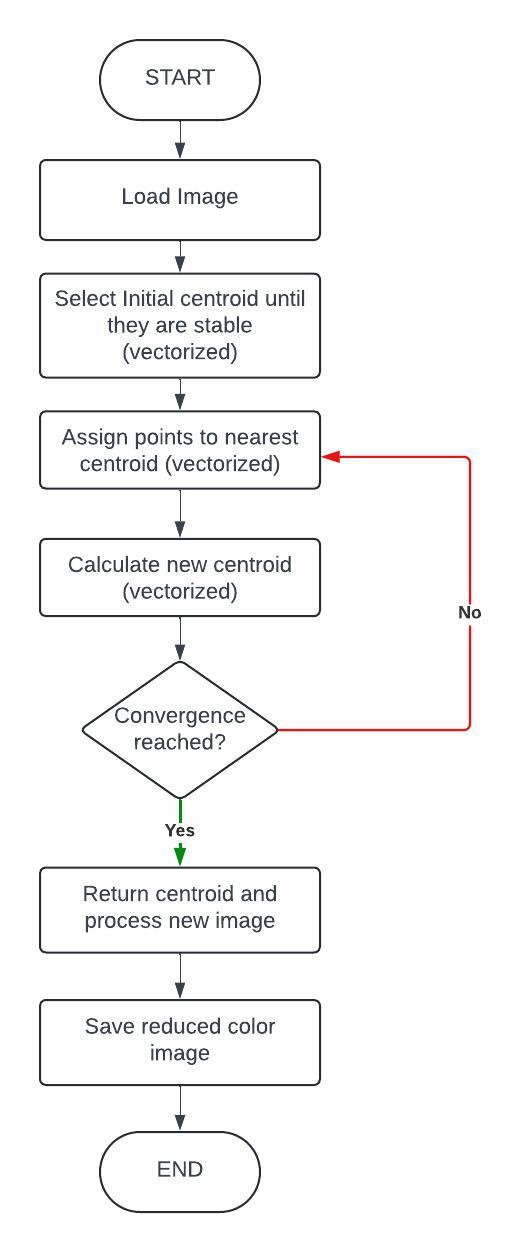 START
Load Image
Select Initial centroid until
they are stable
(vectorized)
Assign points to nearest
centroid (vectorized)
Calculate new centroid
(vectorized)
No
Convergence
reached?
Yes
Return centroid and
process new image
Save reduced color
image
END